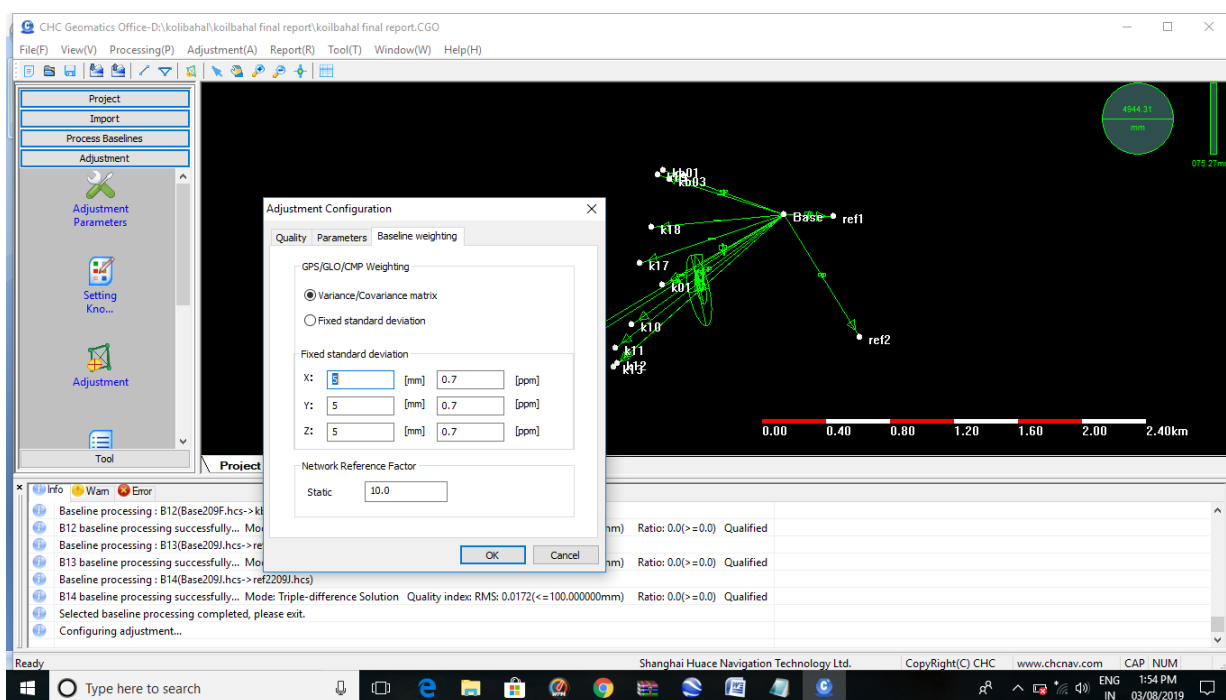 CHC Geomatics Office-D:\kolibahal\koilbahal final report\koilbahal final report.CGO
File(F) View(V) Processing(P) Adjustment(A) Report(R) Tool(T) Window(W) Help(H)
Project
Import
Process Baselines
Adjustment
Adjustment
Parameters
Setting
Kno...
Adjustment
Tool
4944.31
mm
075.27m
kb01
kb03
k18
k17
k01
k10
k11
Base
ref1
ref2
0.00 0.40 0.80 1.20 1.60 2.00 2.40km
Project
Adjustment Configuration
Quality Parameters Baseline weighting
GPS/GLO/CMP Weighting
Variance/Covariance matrix
Fixed standard deviation
Fixed standard deviation
X: 5 [mm] 0.7 [ppm]
Y: 5 [mm] 0.7 [ppm]
Z: 5 [mm] 0.7 [ppm]
Network Reference Factor
Static 10.0
OK Cancel
Info Warn Error
Baseline processing : B12(Base209F.hcs->kb
B12 baseline processing successfully... Mo mm) Ratio: 0.0(>=0.0) Qualified
Baseline processing : B13(Base209J.hcs->re
B13 baseline processing successfully... Mo mm) Ratio: 0.0(>=0.0) Qualified
Baseline processing : B14(Base209J.hcs->ref2209J.hcs)
B14 baseline processing successfully... Mode: Triple-difference Solution Quality index: RMS: 0.0172(<=100.000000mm) Ratio: 0.0(>=0.0) Qualified
Selected baseline processing completed, please exit.
Configuring adjustment...
Ready Shanghai Huace Navigation Technology Ltd. CopyRight(C) CHC www.chcnav.com CAP NUM
Type here to search
ENG 1:54 PM
IN 03/08/2019